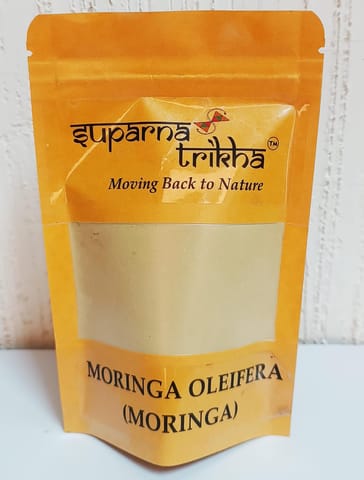 suparna
trikha™
Moving Back to Nature
MORINGA OLEIFERA
(MORINGA)